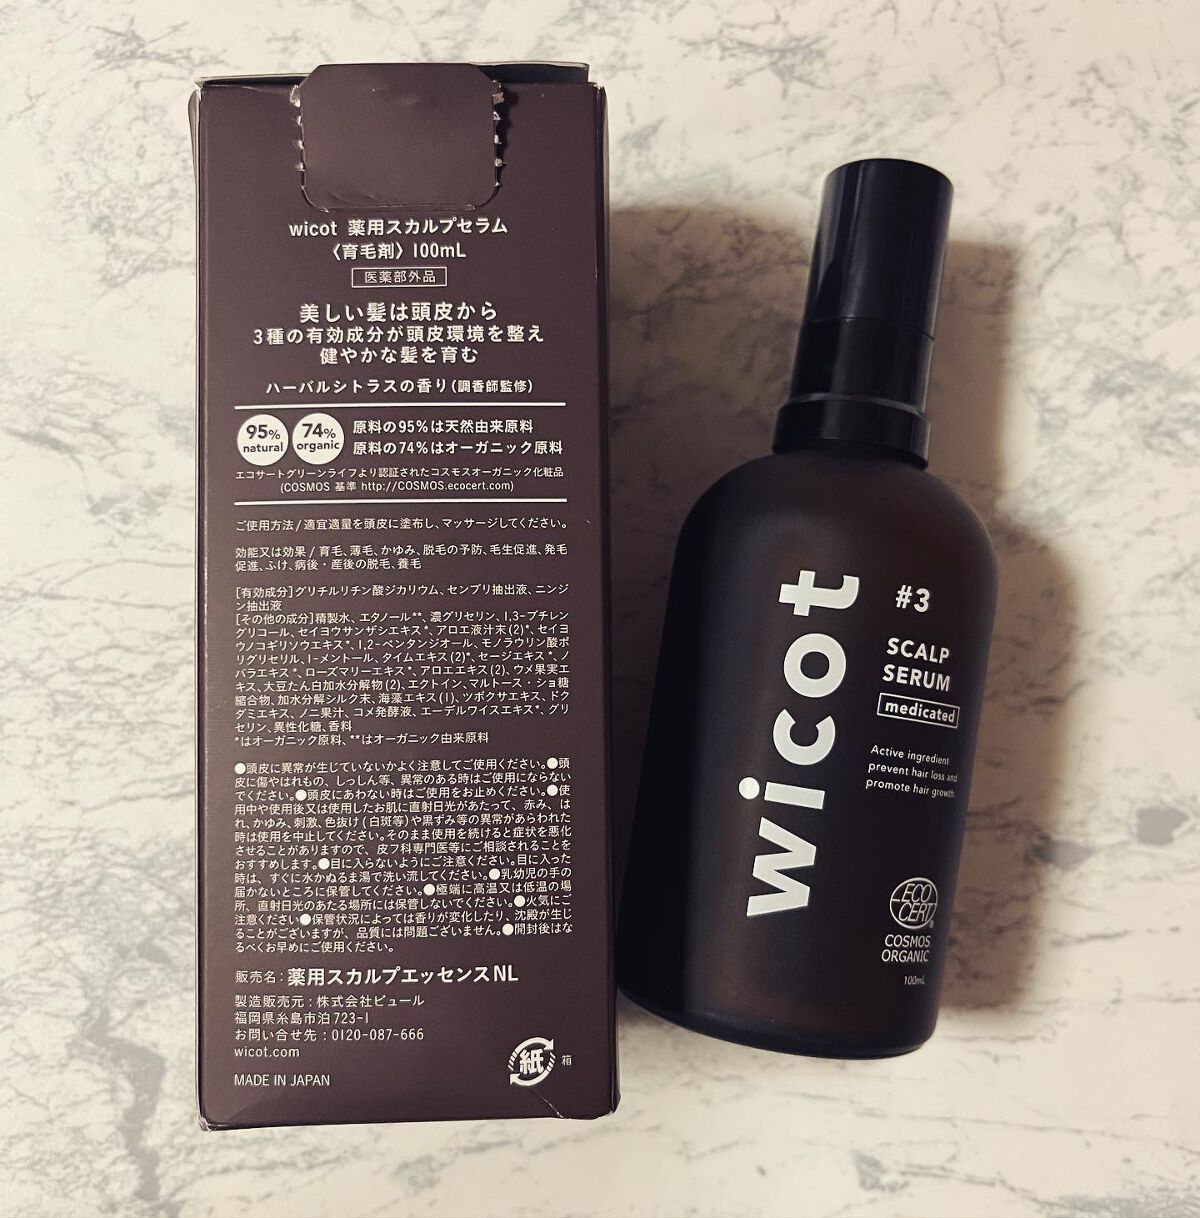 wicot 薬用スカルプセラム
〈育毛剤〉100mL
医薬部外品
美しい髪は頭皮から
3種の有効成分が頭皮環境を整え
健やかな髪を育む
ハーバルシトラスの香り(調香師監修)
95% natural
74% organic
原料の95%は天然由来原料
原料の74%はオーガニック原料
エコサートグリーンライフより認証されたコスモスオーガニック化粧品
(COSMOS 基準 http://COSMOS.ecocert.com)
ご使用方法/適宜適量を頭皮に塗布し、マッサージしてください。
効能又は効果/育毛、薄毛、かゆみ、脱毛の予防、毛生促進、発毛
促進、ふけ、病後・産後の脱毛、養毛
[有効成分]グリチルリチン酸ジカリウム、センブリ抽出液、ニンジ
ン抽出液
[その他の成分]精製水、エタノール**、濃グリセリン、1,3-ブチレン
グリコール、セイヨウサンザシエキス*、アロエ液汁末(2)*、セイヨ
ウノコギリソウエキス*、1,2-ペンタンジオール、モノラウリン酸ポ
リグリセリル、l-メントール、タイムエキス(2)*、セージエキス*、ノ
バラエキス*、ローズマリーエキス*、アロエエキス(2)、ウメ果実エ
キス、大豆たん白加水分解物(2)、エクトイン、マルトース・ショ糖
縮合物、加水分解シルク末、海藻エキス(1)、ツボクサエキス、ドク
ダミエキス、ノニ果汁、コメ発酵液、エーデルワイスエキス*、グリ
セリン、異性化糖、香料
*はオーガニック原料、**はオーガニック由来原料
●頭皮に異常が生じていないかよく注意してご使用ください。●頭
皮に傷やはれもの、しっしん等、異常のある時はご使用にならない
でください。●頭皮にあわない時はご使用をお止めください。●使
用中や使用後又は使用したお肌に直射日光があたって、赤み、は
れ、かゆみ、刺激、色抜け(白斑等)や黒ずみ等の異常があらわれた
時は使用を中止してください。そのまま使用を続けると症状を悪化
させることがありますので、皮フ科専門医等にご相談されることを
おすすめします。●目に入らないようにご注意ください。目に入った
時は、すぐに水かぬるま湯で洗い流してください。●乳幼児の手の
届かないところに保管してください。●極端に高温又は低温の場
所、直射日光のあたる場所には保管しないでください。●火気にご
注意ください●保管状況によっては香りが変化したり、沈殿が生じ
ることがございますが、品質には問題ございません。●開封後はな
るべくお早めにご使用ください。
販売名:薬用スカルプエッセンスNL
製造販売元:株式会社ピュール
福岡県糸島市泊723-1
お問い合せ先:0120-087-666
wicot.com
MADE IN JAPAN
紙 箱
wicot
#3
SCALP
SERUM
medicated
Active ingredient
prevent hair loss and
promote hair growth.
ECO
CERT®
COSMOS
ORGANIC
100mL